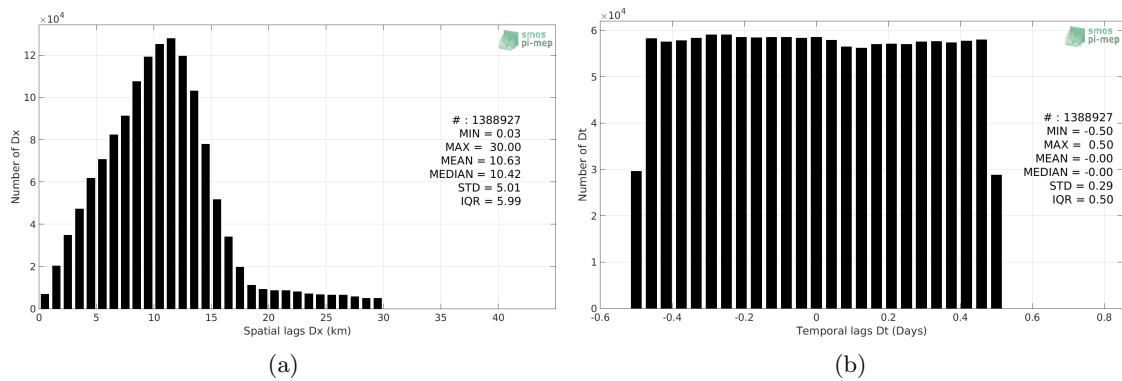 ×10⁴
12
10
8
6
4
2
0
0
5
10
15
20
25
30
35
40
Number of Dx
Spatial lags Dx (km)
smos
pi-mep
# : 1388927
MIN = 0.03
MAX = 30.00
MEAN = 10.63
MEDIAN = 10.42
STD = 5.01
IQR = 5.99
(a)
×10⁴
6
5
4
3
2
1
0
-0.6
-0.4
-0.2
0
0.2
0.4
0.6
0.8
Number of Dt
Temporal lags Dt (Days)
smos
pi-mep
# : 1388927
MIN = -0.50
MAX = 0.50
MEAN = -0.00
MEDIAN = -0.00
STD = 0.29
IQR = 0.50
(b)